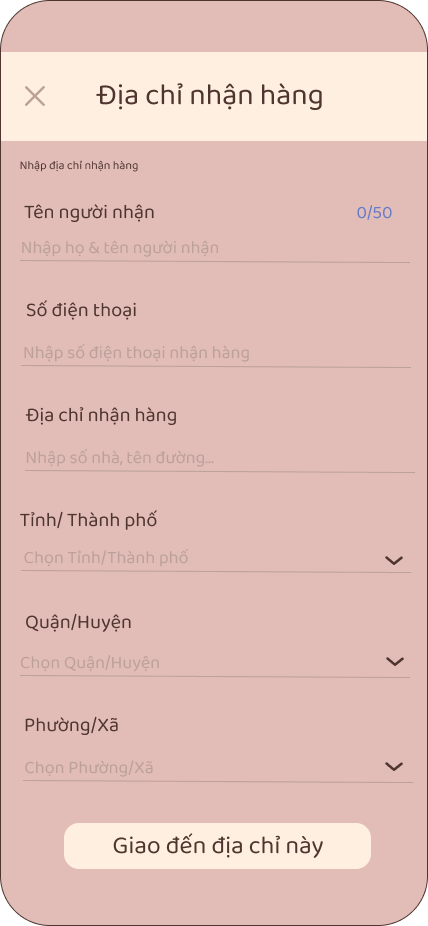 Địa chỉ nhận hàng
Nhập địa chỉ nhận hàng
Tên người nhận 0/50
Nhập họ & tên người nhận
Số điện thoại
Nhập số điện thoại nhận hàng
Địa chỉ nhận hàng
Nhập số nhà, tên đường...
Tỉnh/ Thành phố
Chọn Tỉnh/Thành phố
Quận/Huyện
Chọn Quận/Huyện
Phường/Xã
Chọn Phường/Xã
Giao đến địa chỉ này